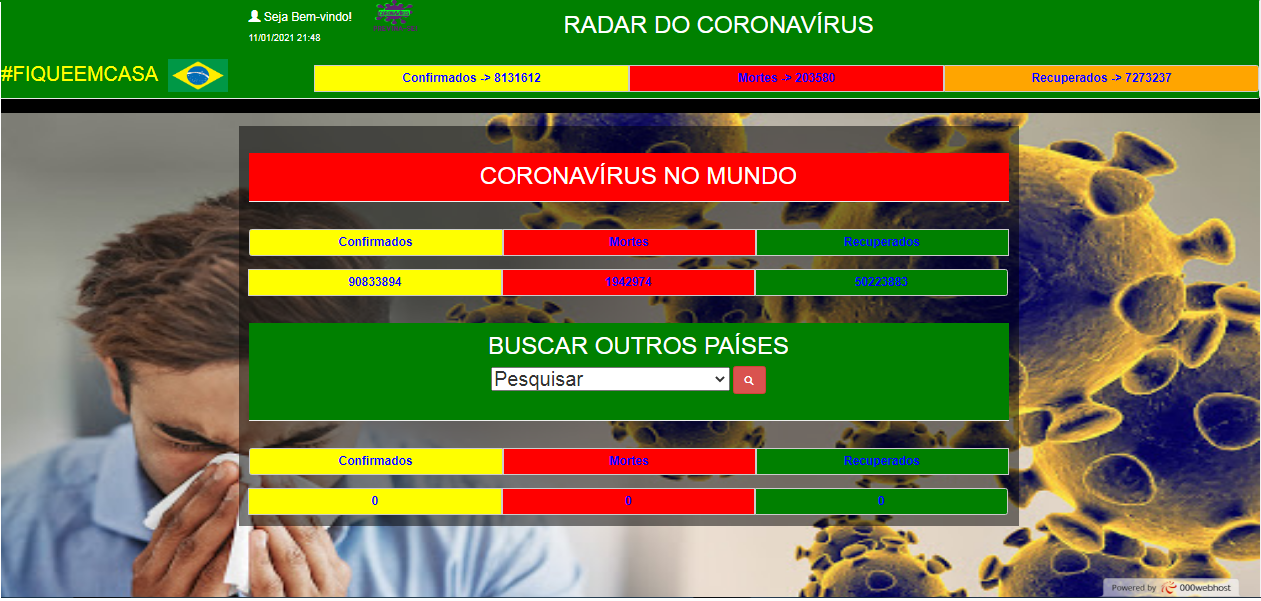 Seja Bem-vindo!
RADAR DO CORONAVÍRUS
11/01/2021 21:48
#FIQUEEMCASA
Confirmados -> 8131612
Mortes -> 203580
Recuperados -> 7273237
CORONAVÍRUS NO MUNDO
Confirmados
Mortes
Recuperados
90833894
1942974
50223883
BUSCAR OUTROS PAÍSES
Pesquisar
Confirmados
Mortes
Recuperados
0
0
0
Powered by 000webhost